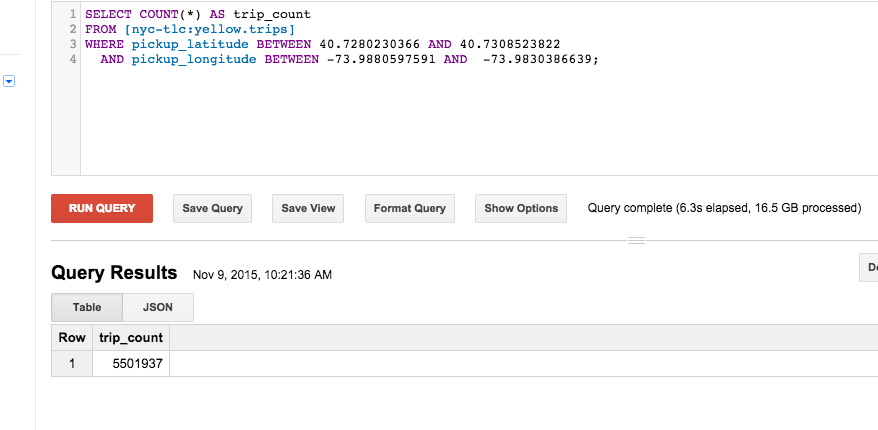 1 SELECT COUNT(*) AS trip_count
2 FROM [nyc-tlc:yellow.trips]
3 WHERE pickup_latitude BETWEEN 40.7280230366 AND 40.7308523822
4 AND pickup_longitude BETWEEN -73.9880597591 AND -73.9830386639;
RUN QUERY Save Query Save View Format Query Show Options Query complete (6.3s elapsed, 16.5 GB processed)
Query Results Nov 9, 2015, 10:21:36 AM
Table JSON
Row trip_count
1 5501937